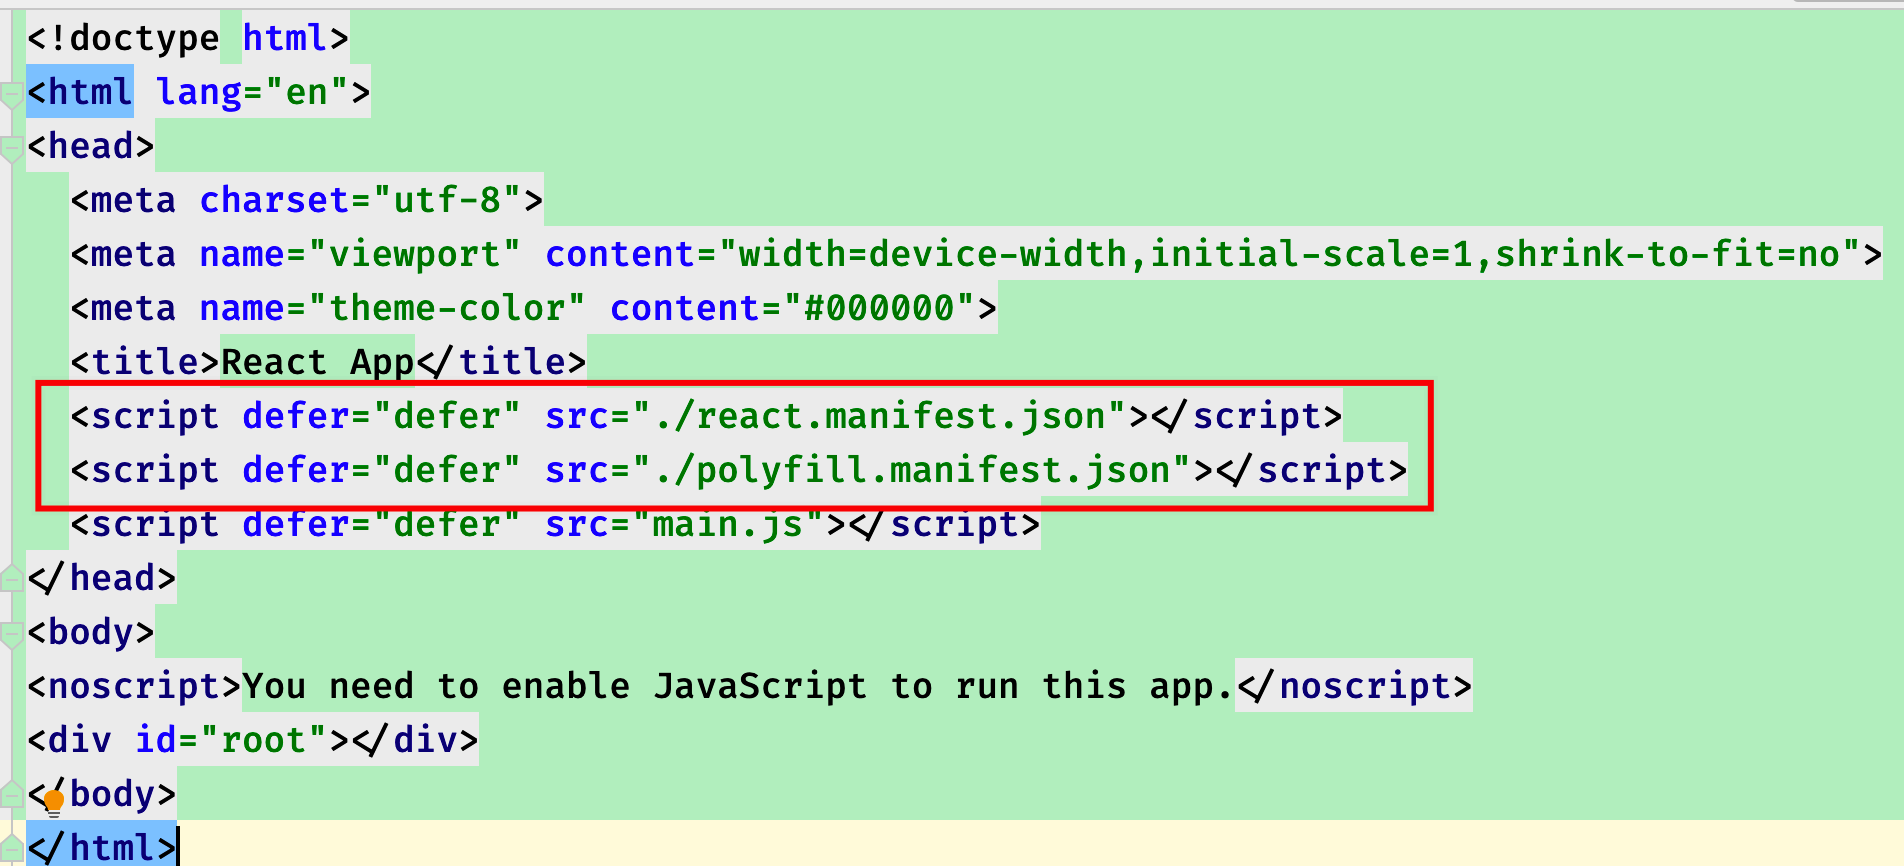 <!doctype html>
<html lang="en">
<head>
<meta charset="utf-8">
<meta name="viewport" content="width=device-width,initial-scale=1,shrink-to-fit=no">
<meta name="theme-color" content="#000000">
<title>React App</title>
<script defer="defer" src="./react.manifest.json"></script>
<script defer="defer" src="./polyfill.manifest.json"></script>
<script defer="defer" src="main.js"></script>
</head>
<body>
<noscript>You need to enable JavaScript to run this app.</noscript>
<div id="root"></div>
</body>
</html>